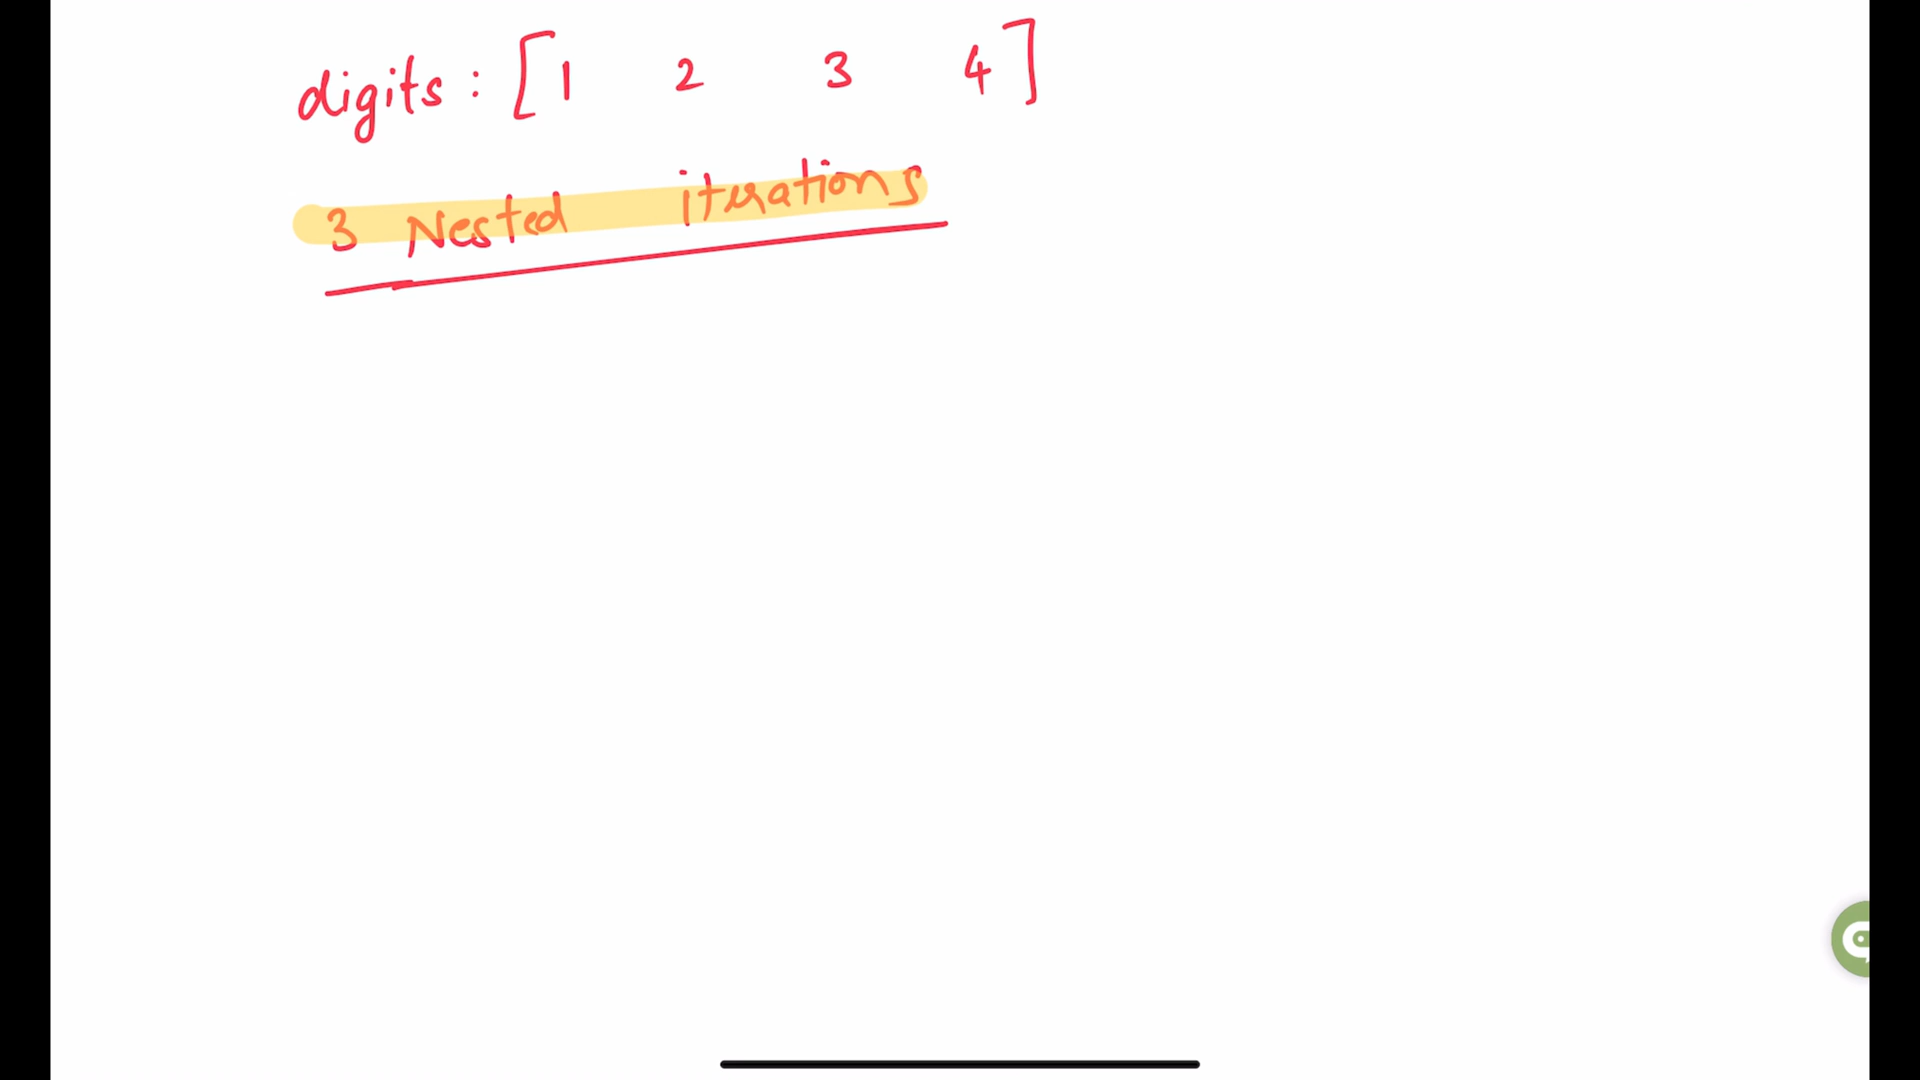 digits : [1 2 3 4]
3 Nested iterations